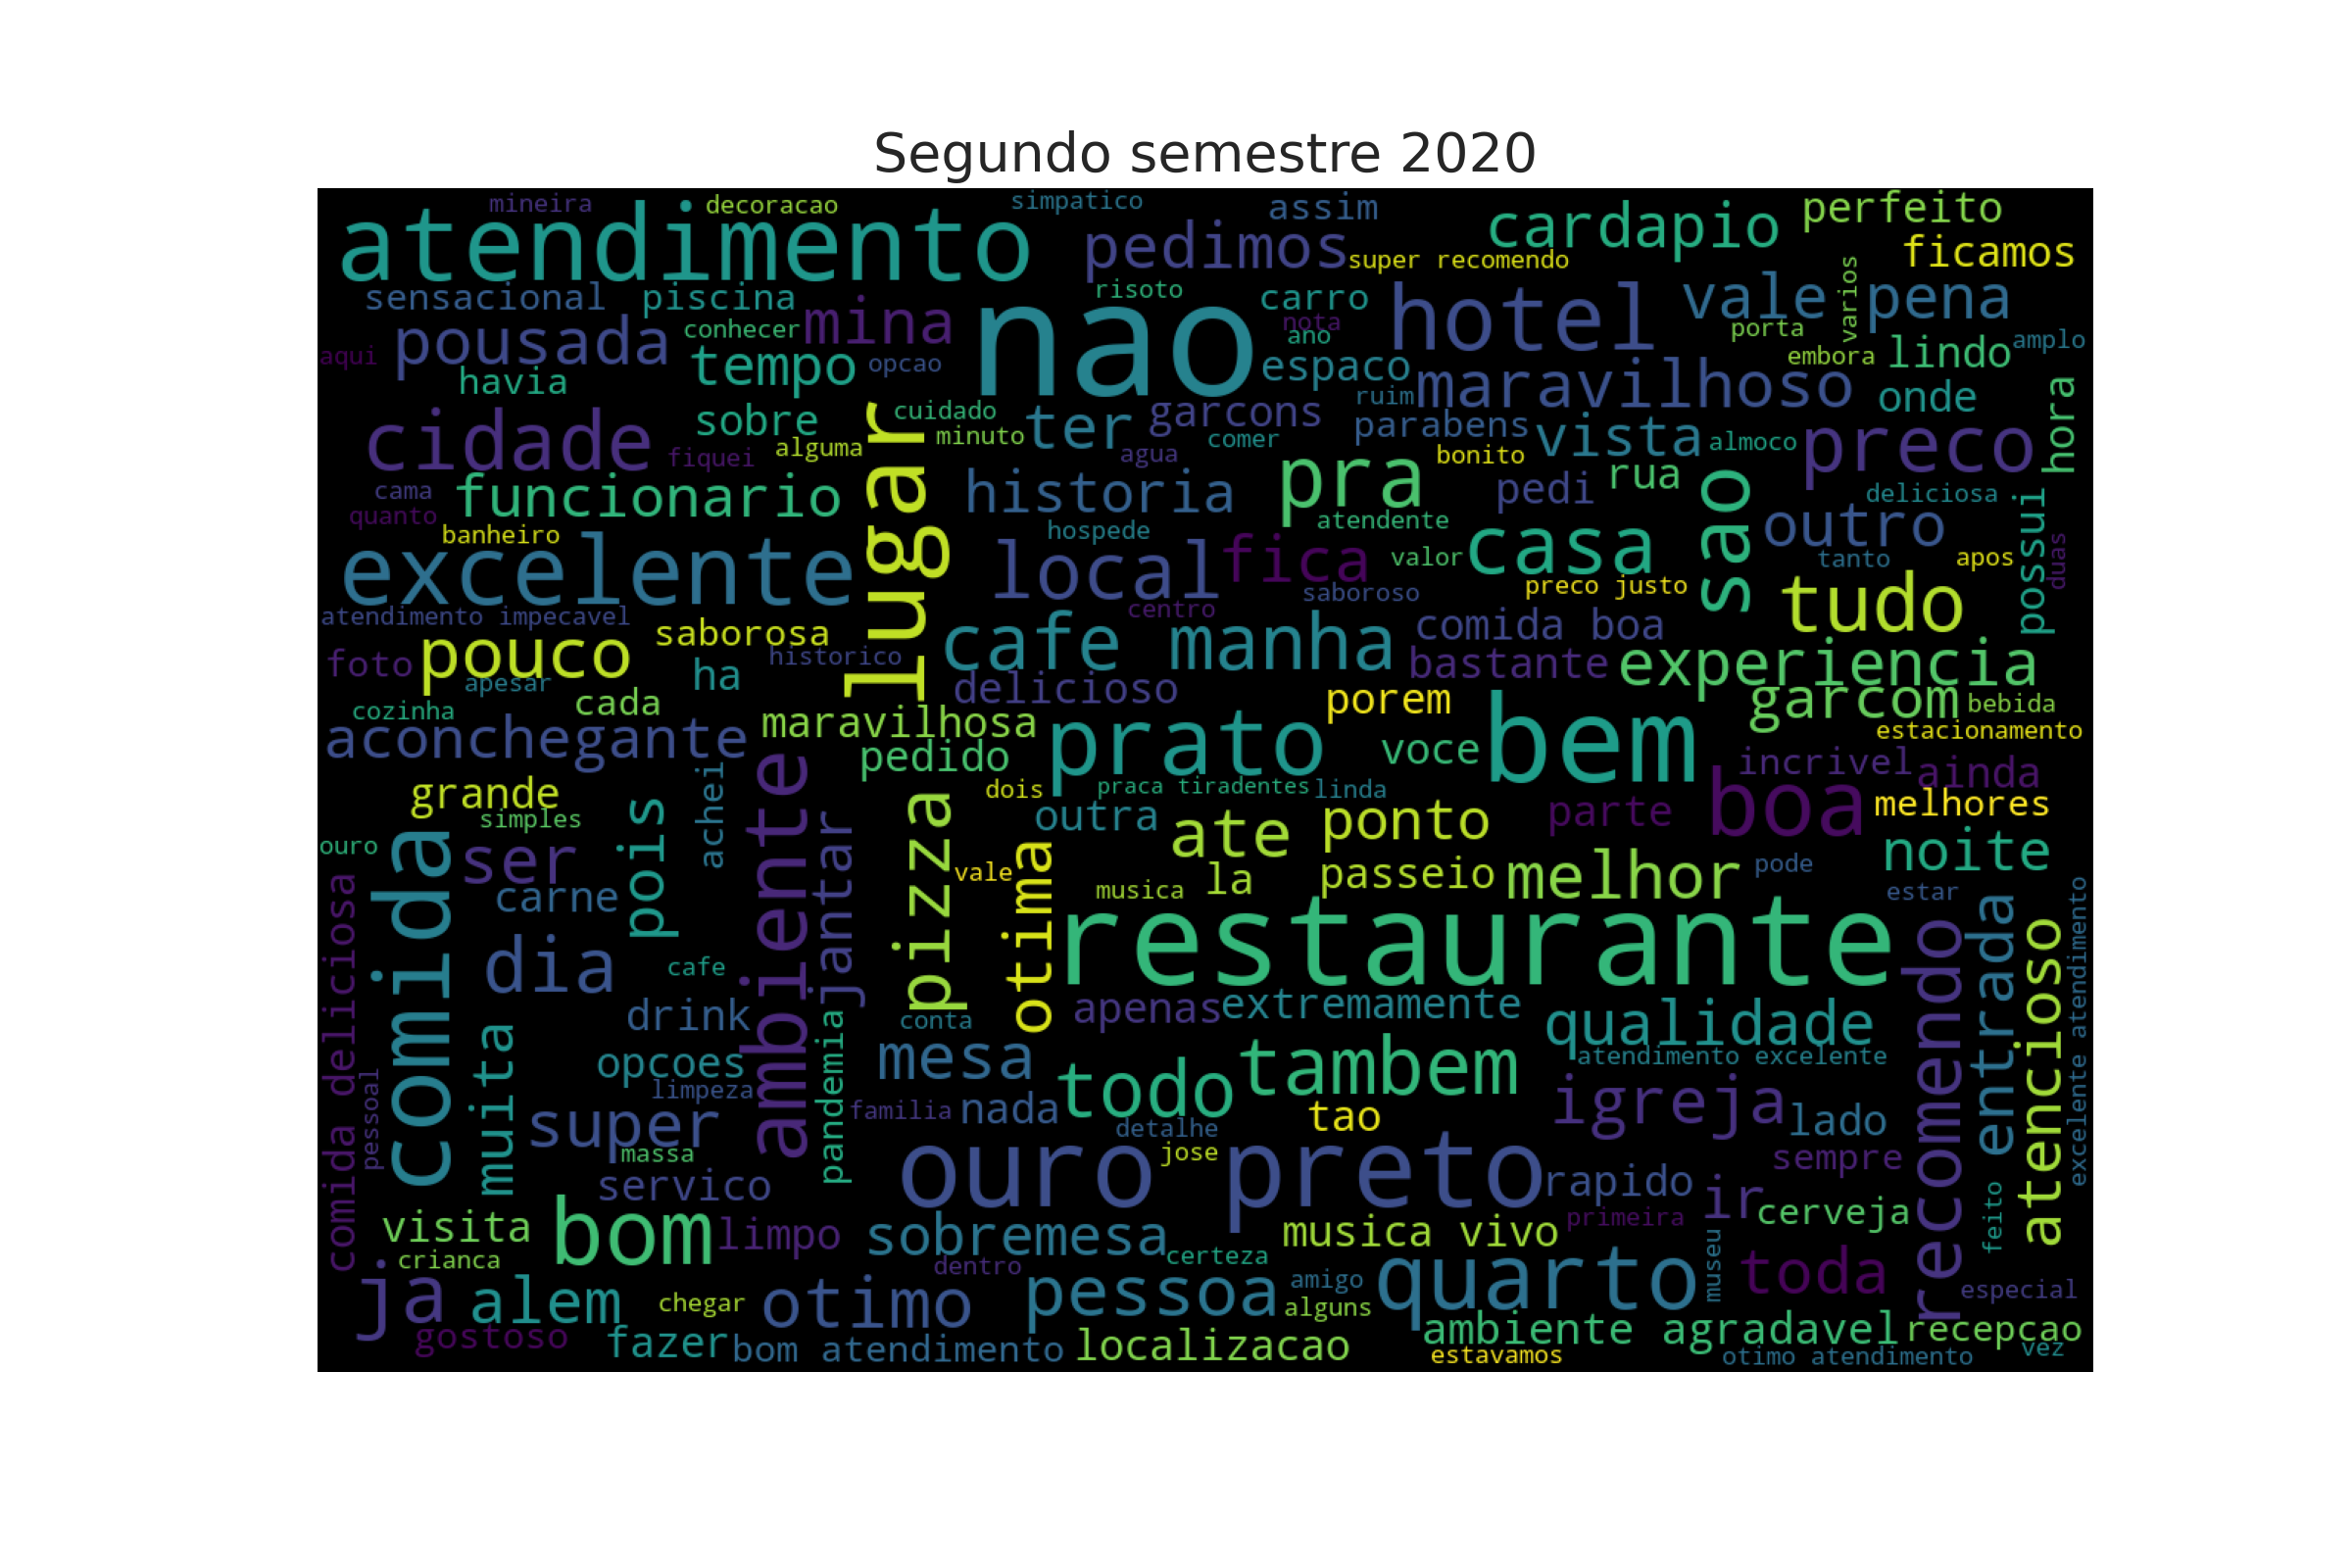 Segundo semestre 2020
mineira
decoracao
simpatico
assim
cardapio
perfeito
atendimento
pedimos
super recomendo
ficamos
sensacional
piscina
risoto
carro
hotel
vale pena
varios
pousada
conhecer
mina
nao
nota
ano
porta
embora
lindo
amplo
aqui
havia
tempo
opcao
espaco
maravilhoso
ruim
onde
hora
cidade
sobre
cuidado
minuto
ter
garcons
comer
parabens
vista
almoco
preco
fiquei
alguma
lugar
agua
pra
bonito
cama
quanto
funcionario
historia
pedi
rua
sao
deliciosa
possui
atendente
outro
banheiro
excelente
hospede
local
fica
valor
casa
tanto
apos
duas
saboroso
preco justo
tudo
atendimento impecavel
centro
pouco
saborosa
cafe manha
comida boa
foto
apesar
ha
historico
delicioso
bastante
experiencia
cozinha
cada
porem
garcom
bebida
aconchegante
maravilhosa
prato
bem
estacionamento
pedido
voce
incrivel
ainda
grande
simples
achei
ambiente
pizza
dois
praca tiradentes
linda
boa
parte
melhores
outra
ate
ponto
ouro
comida
ser
pois
jantar
vale
otima
noite
carne
musica
la
passeio
melhor
pode
estar
restaurante
comida deliciosa
dia
cafe
recomendo
entrada
atencioso
excelente atendimento
drink
conta
apenas
extremamente
qualidade
muita
opcoes
limpeza
pandemia
mesa
todo
tambem
atendimento excelente
pessoal
super
familia
nada
detalhe
tao
igreja
lado
massa
jose
sempre
servico
ouro preto
rapido
ir
cerveja
feito
visita
bom
limpo
sobremesa
musica vivo
primeira
crianca
dentro
certeza
museu
ja
alem
chegar
otimo
pessoa
amigo
alguns
quarto
toda
especial
gostoso
fazer
bom atendimento
localizacao
ambiente agradavel
recepcao
estavamos
otimo atendimento
vez